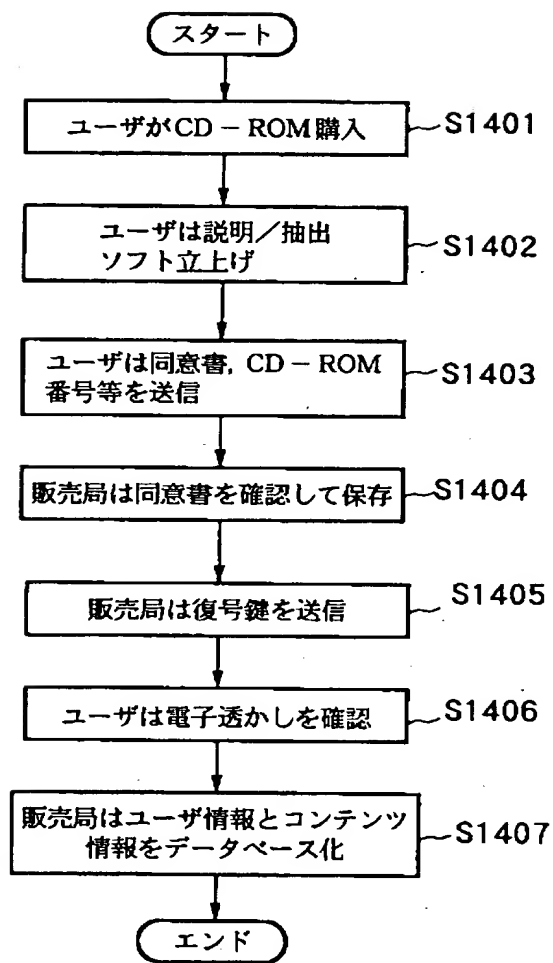 スタート
ユーザがCD－ROM購入
S1401
ユーザは説明／抽出
ソフト立上げ
S1402
ユーザは同意書，CD－ROM
番号等を送信
S1403
販売局は同意書を確認して保存
S1404
販売局は復号鍵を送信
S1405
ユーザは電子透かしを確認
S1406
販売局はユーザ情報とコンテンツ
情報をデータベース化
S1407
エンド